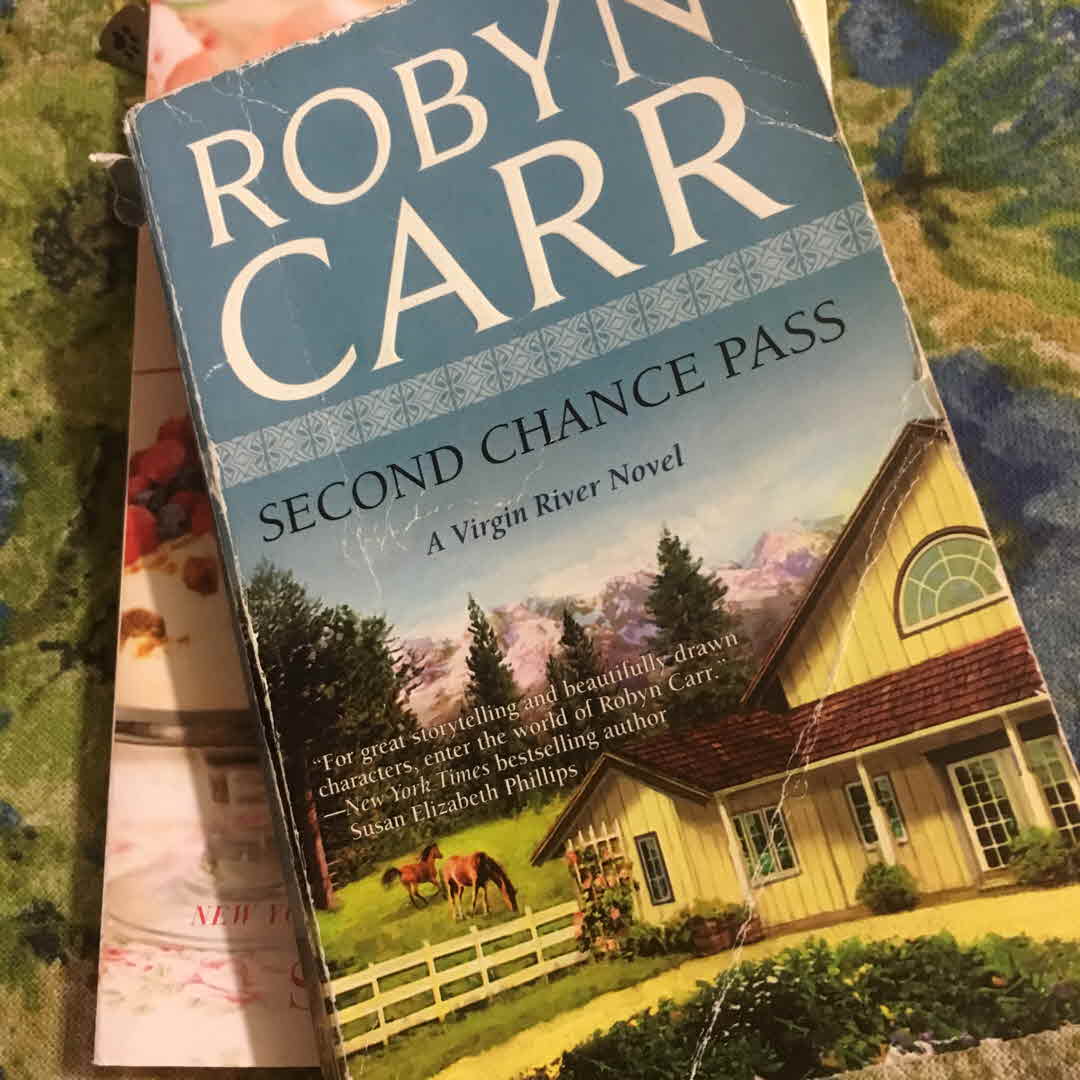 ROBYN
CARR
SECOND CHANCE PASS
A Virgin River Novel
“For great storytelling and beautifully drawn
characters, enter the world of Robyn Carr.”
—New York Times bestselling author
Susan Elizabeth Phillips
NEW